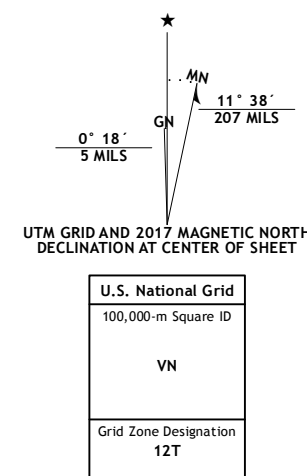 ★
MN
GN
11° 38´
207 MILS
0° 18´
5 MILS
UTM GRID AND 2017 MAGNETIC NORTH
DECLINATION AT CENTER OF SHEET
U.S. National Grid
100,000-m Square ID
VN
Grid Zone Designation
12T